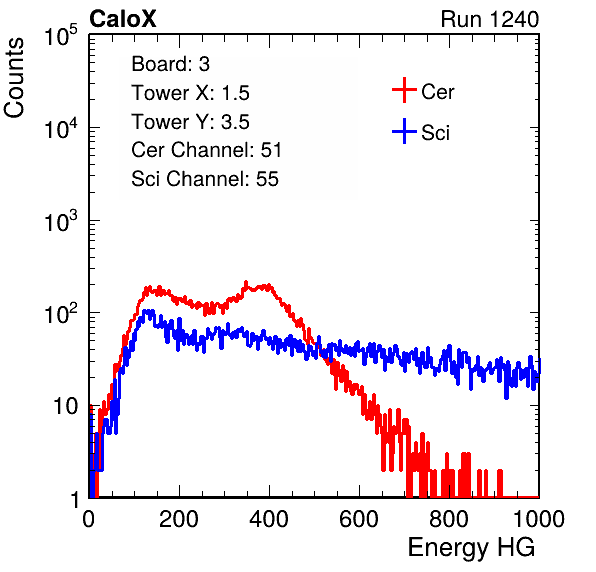 CaloX Run 1240
Counts
10^5
10^4
10^3
10^2
10
1
Board: 3
Tower X: 1.5
Tower Y: 3.5
Cer Channel: 51
Sci Channel: 55
Cer
Sci
0 200 400 600 800 1000
Energy HG